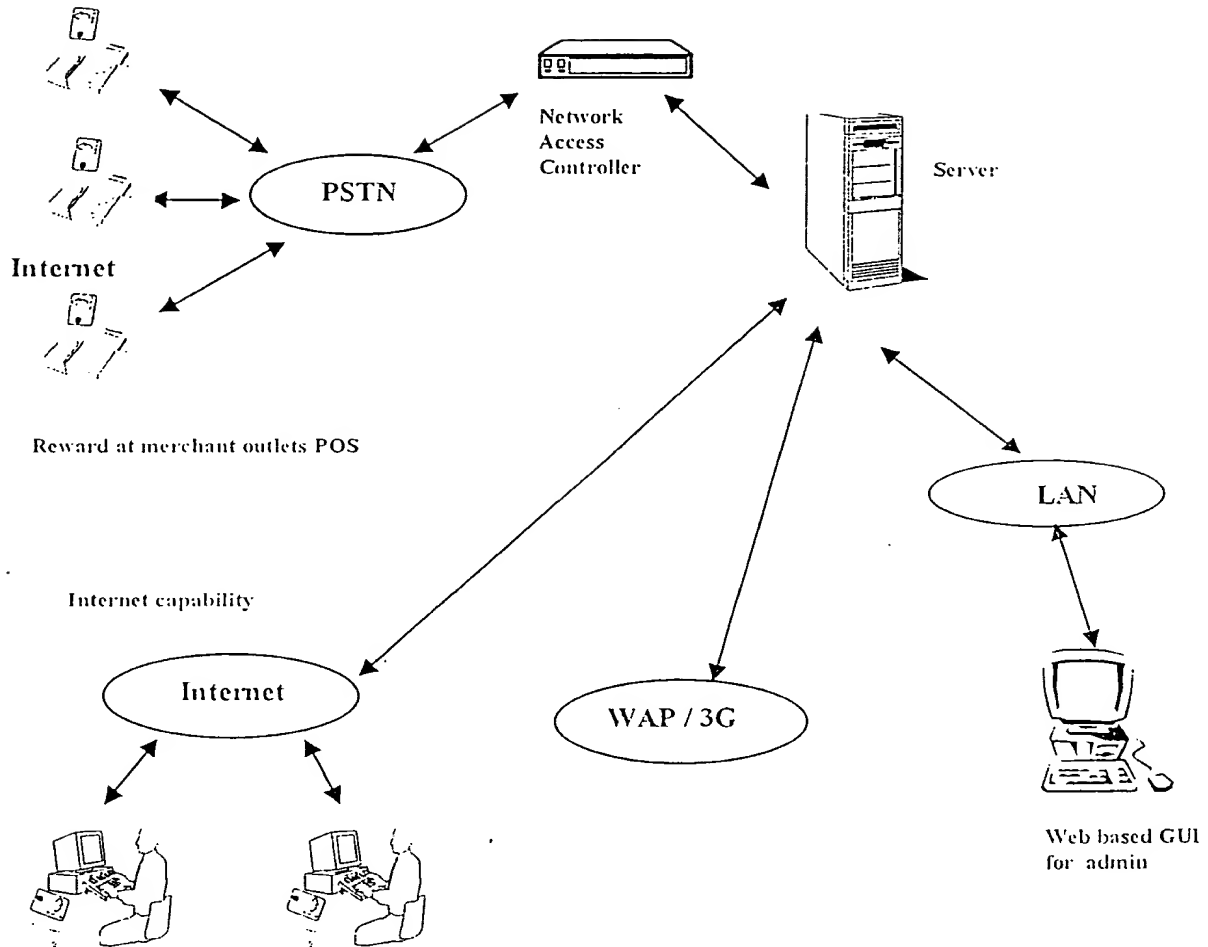 Network
Access
Controller
PSTN
Server
Internet
Reward at merchant outlets POS
LAN
Internet capability
Internet
WAP / 3G
Web based GUI
for admin